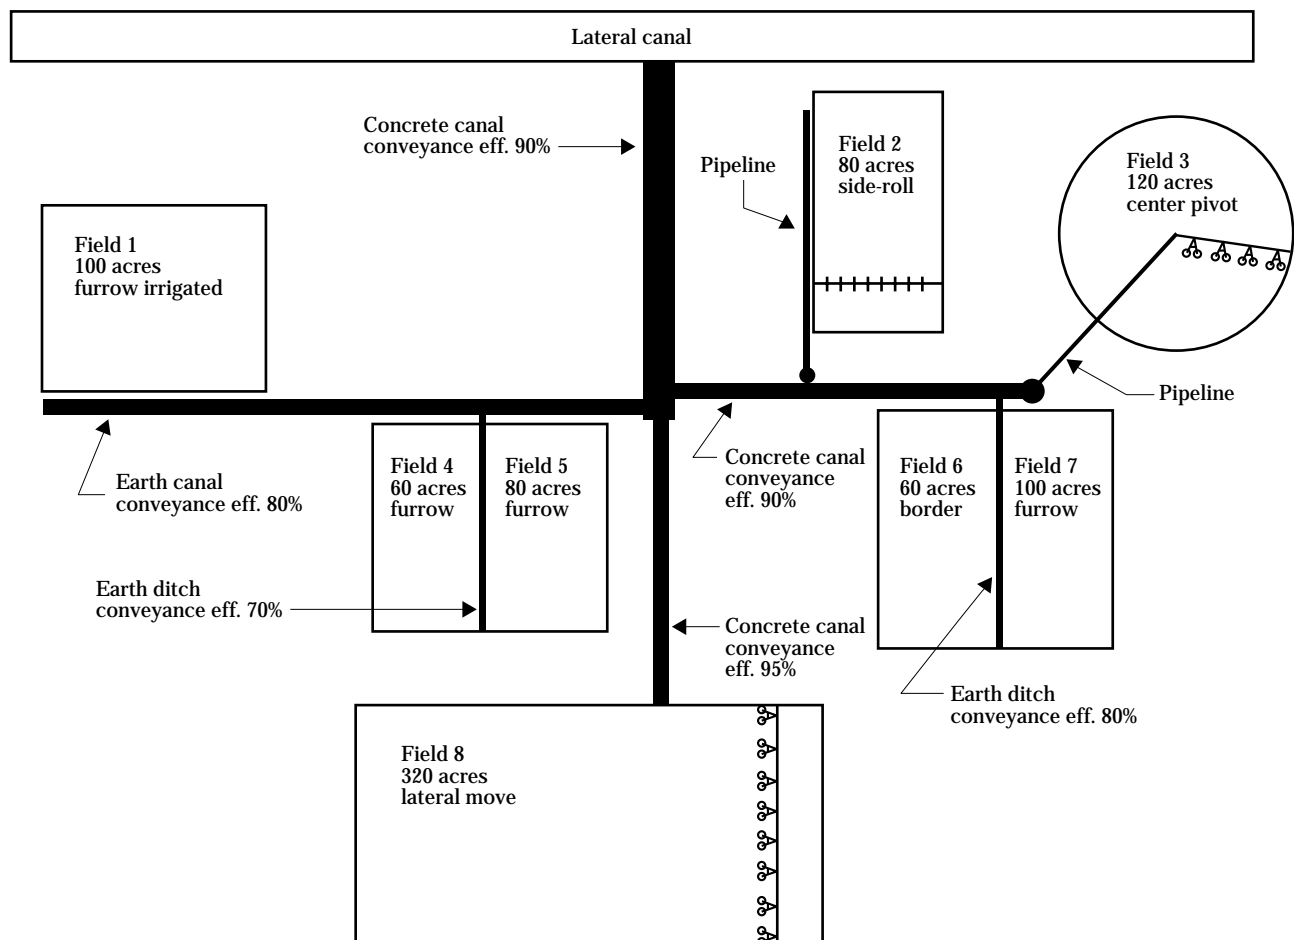 Lateral canal
Concrete canal
conveyance eff. 90%
Field 2
80 acres
side-roll
Pipeline
Field 3
120 acres
center pivot
Field 1
100 acres
furrow irrigated
Pipeline
Earth canal
conveyance eff. 80%
Field 4
60 acres
furrow
Field 5
80 acres
furrow
Concrete canal
conveyance
eff. 90%
Field 6
60 acres
border
Field 7
100 acres
furrow
Earth ditch
conveyance eff. 70%
Concrete canal
conveyance
eff. 95%
Earth ditch
conveyance eff. 80%
Field 8
320 acres
lateral move